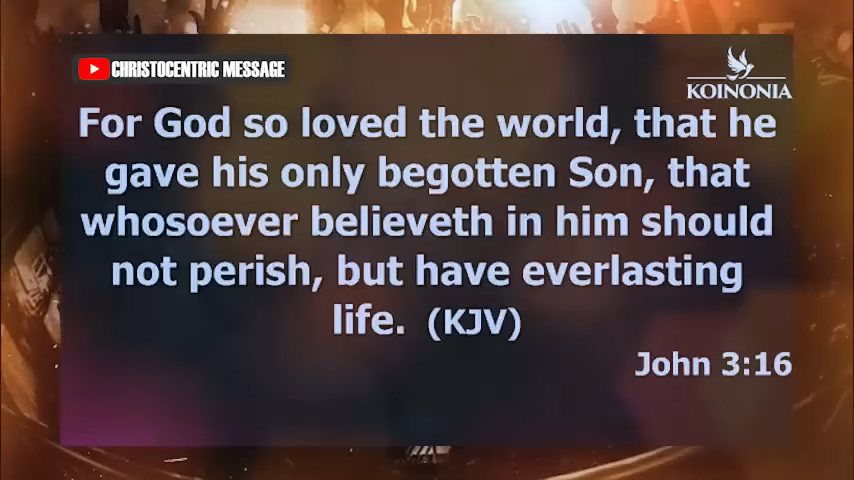 CHRISTOCENTRIC MESSAGE
KOINONIA
For God so loved the world, that he
gave his only begotten Son, that
whosoever believeth in him should
not perish, but have everlasting
life. (KJV)
John 3:16